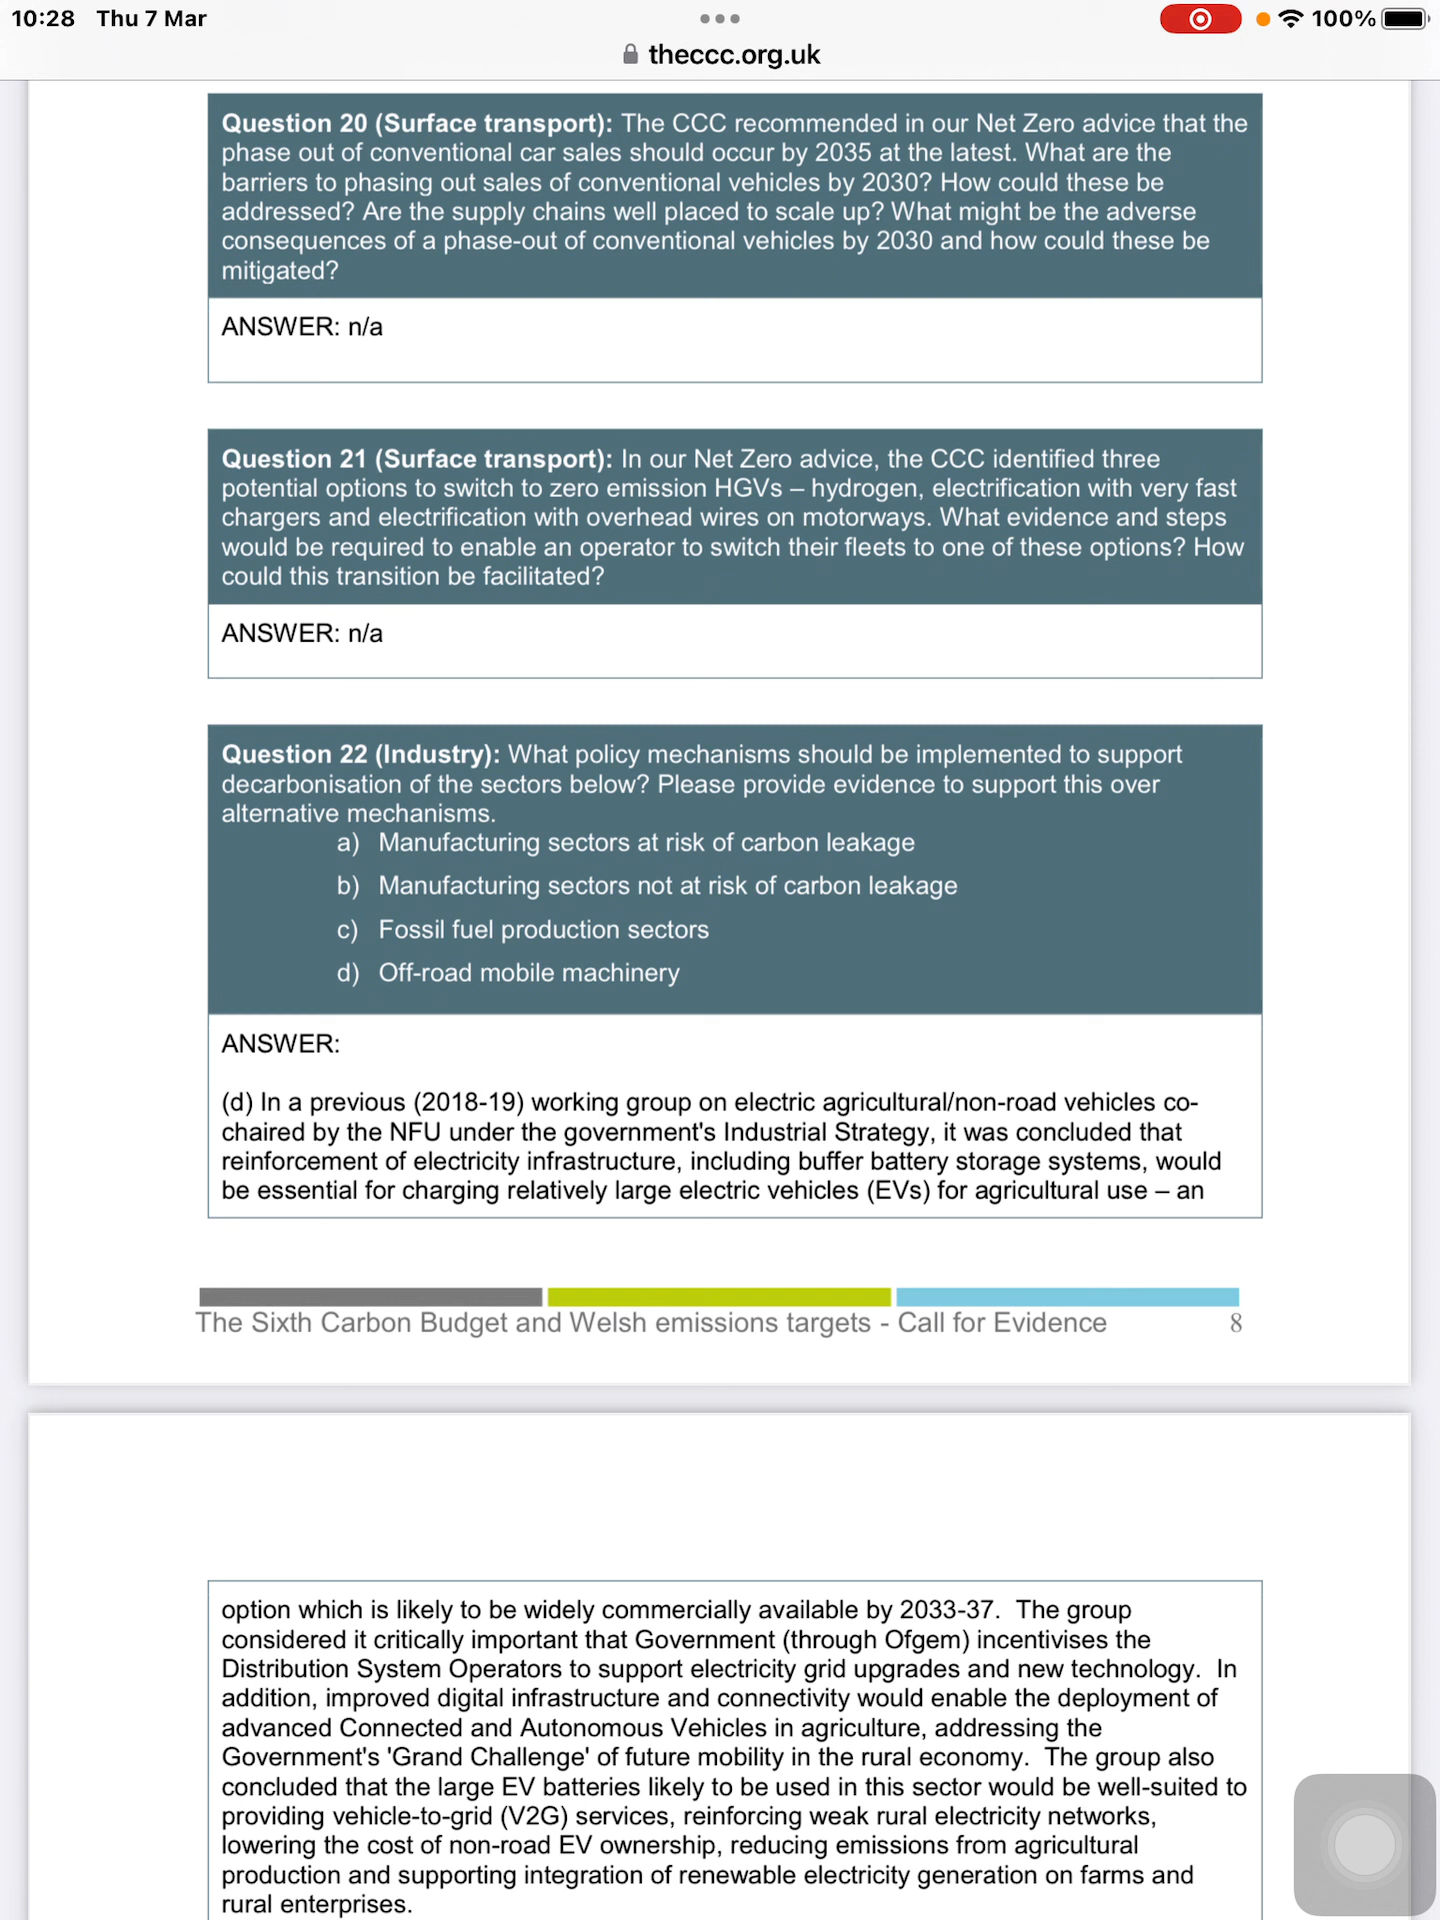 10:28 Thu 7 Mar
100%
theccc.org.uk
Question 20 (Surface transport): The CCC recommended in our Net Zero advice that the
phase out of conventional car sales should occur by 2035 at the latest. What are the
barriers to phasing out sales of conventional vehicles by 2030? How could these be
addressed? Are the supply chains well placed to scale up? What might be the adverse
consequences of a phase-out of conventional vehicles by 2030 and how could these be
mitigated?
ANSWER: n/a
Question 21 (Surface transport): In our Net Zero advice, the CCC identified three
potential options to switch to zero emission HGVs – hydrogen, electrification with very fast
chargers and electrification with overhead wires on motorways. What evidence and steps
would be required to enable an operator to switch their fleets to one of these options? How
could this transition be facilitated?
ANSWER: n/a
Question 22 (Industry): What policy mechanisms should be implemented to support
decarbonisation of the sectors below? Please provide evidence to support this over
alternative mechanisms.
a) Manufacturing sectors at risk of carbon leakage
b) Manufacturing sectors not at risk of carbon leakage
c) Fossil fuel production sectors
d) Off-road mobile machinery
ANSWER:
(d) In a previous (2018-19) working group on electric agricultural/non-road vehicles co-
chaired by the NFU under the government's Industrial Strategy, it was concluded that
reinforcement of electricity infrastructure, including buffer battery storage systems, would
be essential for charging relatively large electric vehicles (EVs) for agricultural use – an
The Sixth Carbon Budget and Welsh emissions targets - Call for Evidence 8
option which is likely to be widely commercially available by 2033-37. The group
considered it critically important that Government (through Ofgem) incentivises the
Distribution System Operators to support electricity grid upgrades and new technology. In
addition, improved digital infrastructure and connectivity would enable the deployment of
advanced Connected and Autonomous Vehicles in agriculture, addressing the
Government's 'Grand Challenge' of future mobility in the rural economy. The group also
concluded that the large EV batteries likely to be used in this sector would be well-suited to
providing vehicle-to-grid (V2G) services, reinforcing weak rural electricity networks,
lowering the cost of non-road EV ownership, reducing emissions from agricultural
production and supporting integration of renewable electricity generation on farms and
rural enterprises.